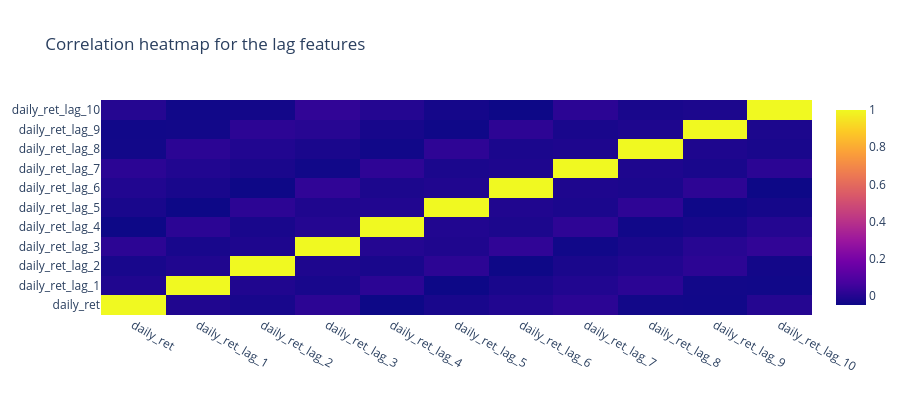 Correlation heatmap for the lag features
daily_ret_lag_10
daily_ret_lag_9
daily_ret_lag_8
daily_ret_lag_7
daily_ret_lag_6
daily_ret_lag_5
daily_ret_lag_4
daily_ret_lag_3
daily_ret_lag_2
daily_ret_lag_1
daily_ret
daily_ret
daily_ret_lag_1
daily_ret_lag_2
daily_ret_lag_3
daily_ret_lag_4
daily_ret_lag_5
daily_ret_lag_6
daily_ret_lag_7
daily_ret_lag_8
daily_ret_lag_9
daily_ret_lag_10
1
0.8
0.6
0.4
0.2
0